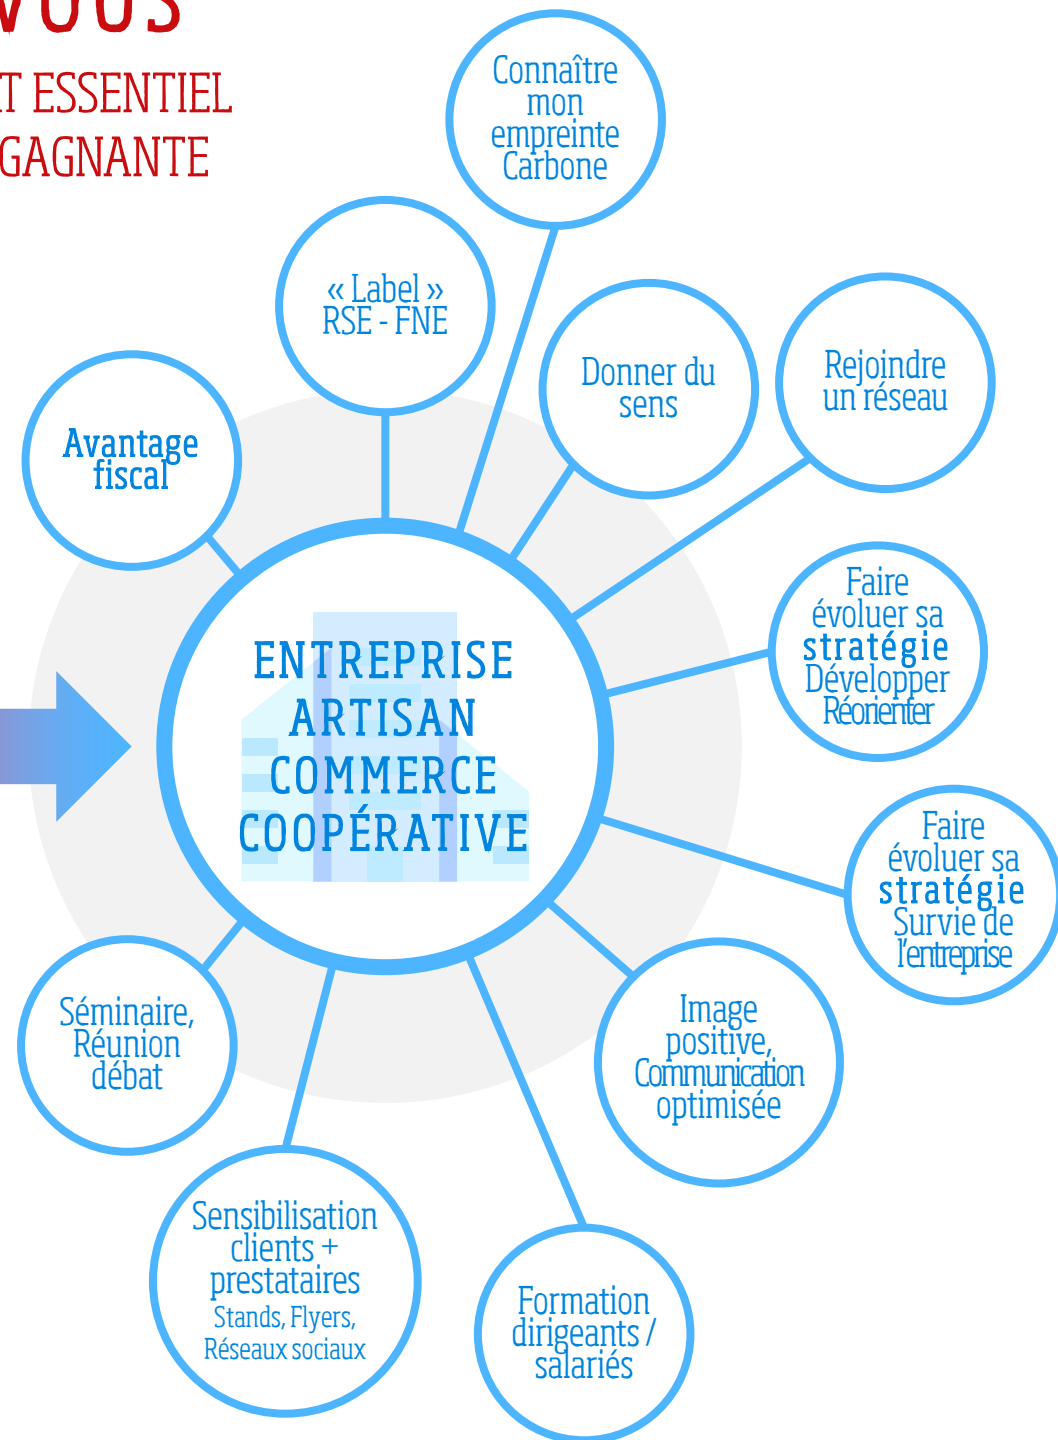 VOUS
T ESSENTIEL
GAGNANTE
Connaître
mon
empreinte
Carbone
« Label »
RSE - FNE
Donner du
sens
Rejoindre
un réseau
Avantage
fiscal
Faire
évoluer sa
stratégie
Développer
Réorienter
ENTREPRISE
ARTISAN
COMMERCE
COOPÉRATIVE
Faire
évoluer sa
stratégie
Survie de
l'entreprise
Séminaire,
Réunion
débat
Image
positive,
Communication
optimisée
Sensibilisation
clients +
prestataires
Stands, Flyers,
Réseaux sociaux
Formation
dirigeants /
salariés